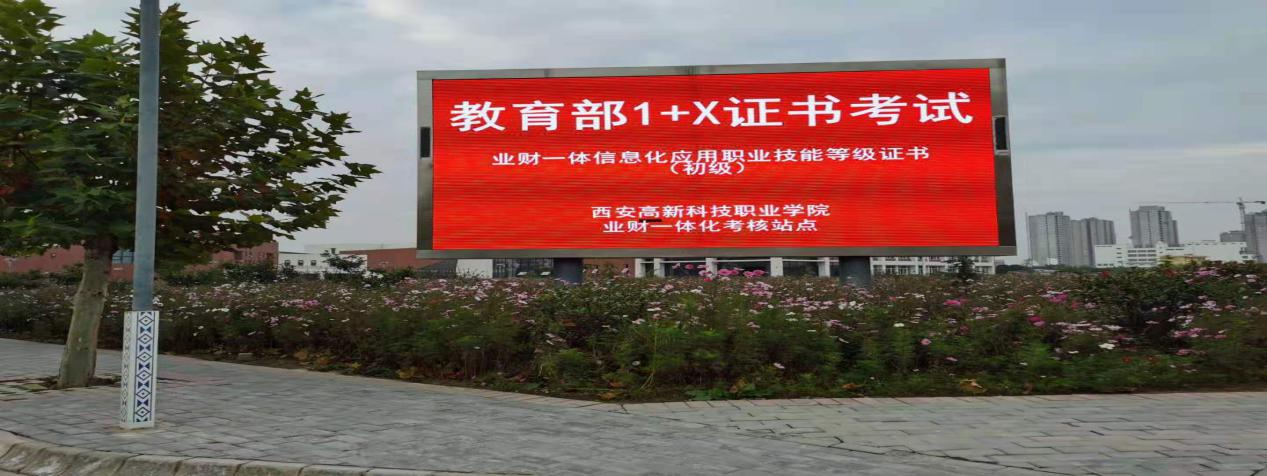 教育部1+X证书考试
业财一体信息化应用职业技能等级证书
（初级）
西安高新科技职业学院
业财一体化考核站点